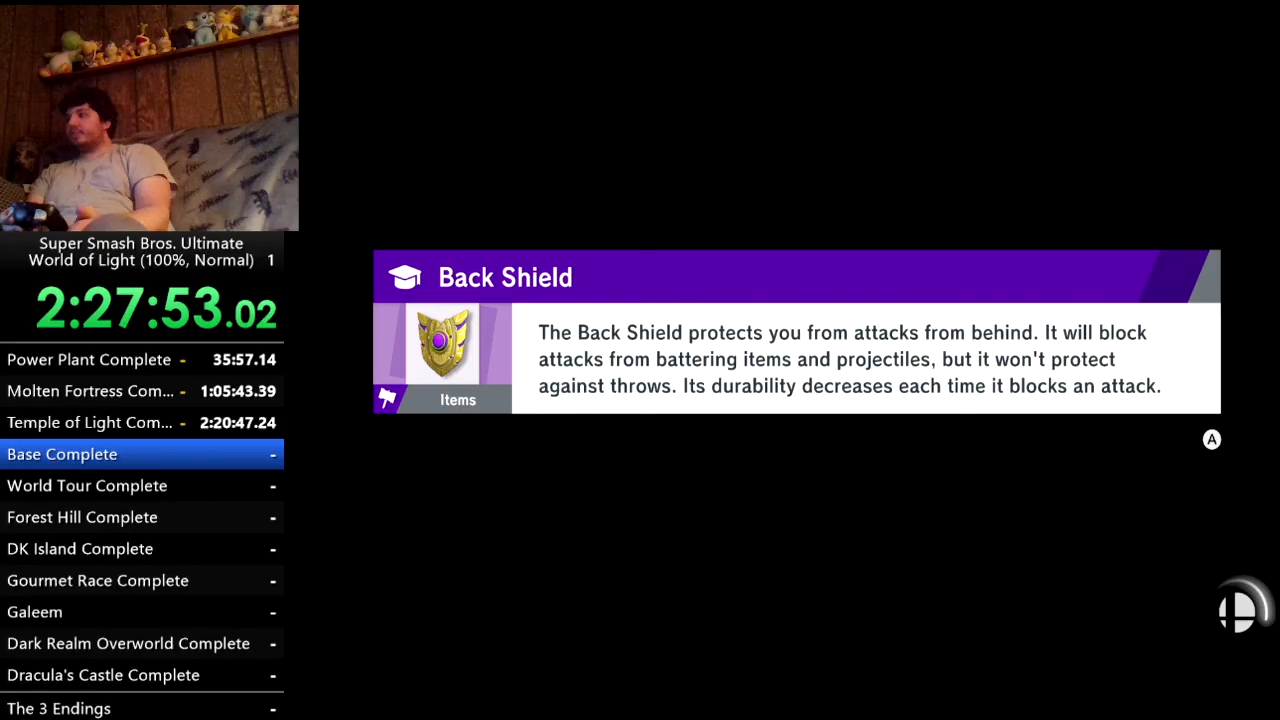 Super Smash Bros. Ultimate
World of Light (100%, Normal) 1
2:27:53.02
Power Plant Complete - 35:57.14
Molten Fortress Com... - 1:05:43.39
Temple of Light Com... - 2:20:47.24
Base Complete -
World Tour Complete -
Forest Hill Complete -
DK Island Complete -
Gourmet Race Complete -
Galeem -
Dark Realm Overworld Complete -
Dracula's Castle Complete -
The 3 Endings -
Back Shield
The Back Shield protects you from attacks from behind. It will block
attacks from battering items and projectiles, but it won't protect
against throws. Its durability decreases each time it blocks an attack.
Items
A